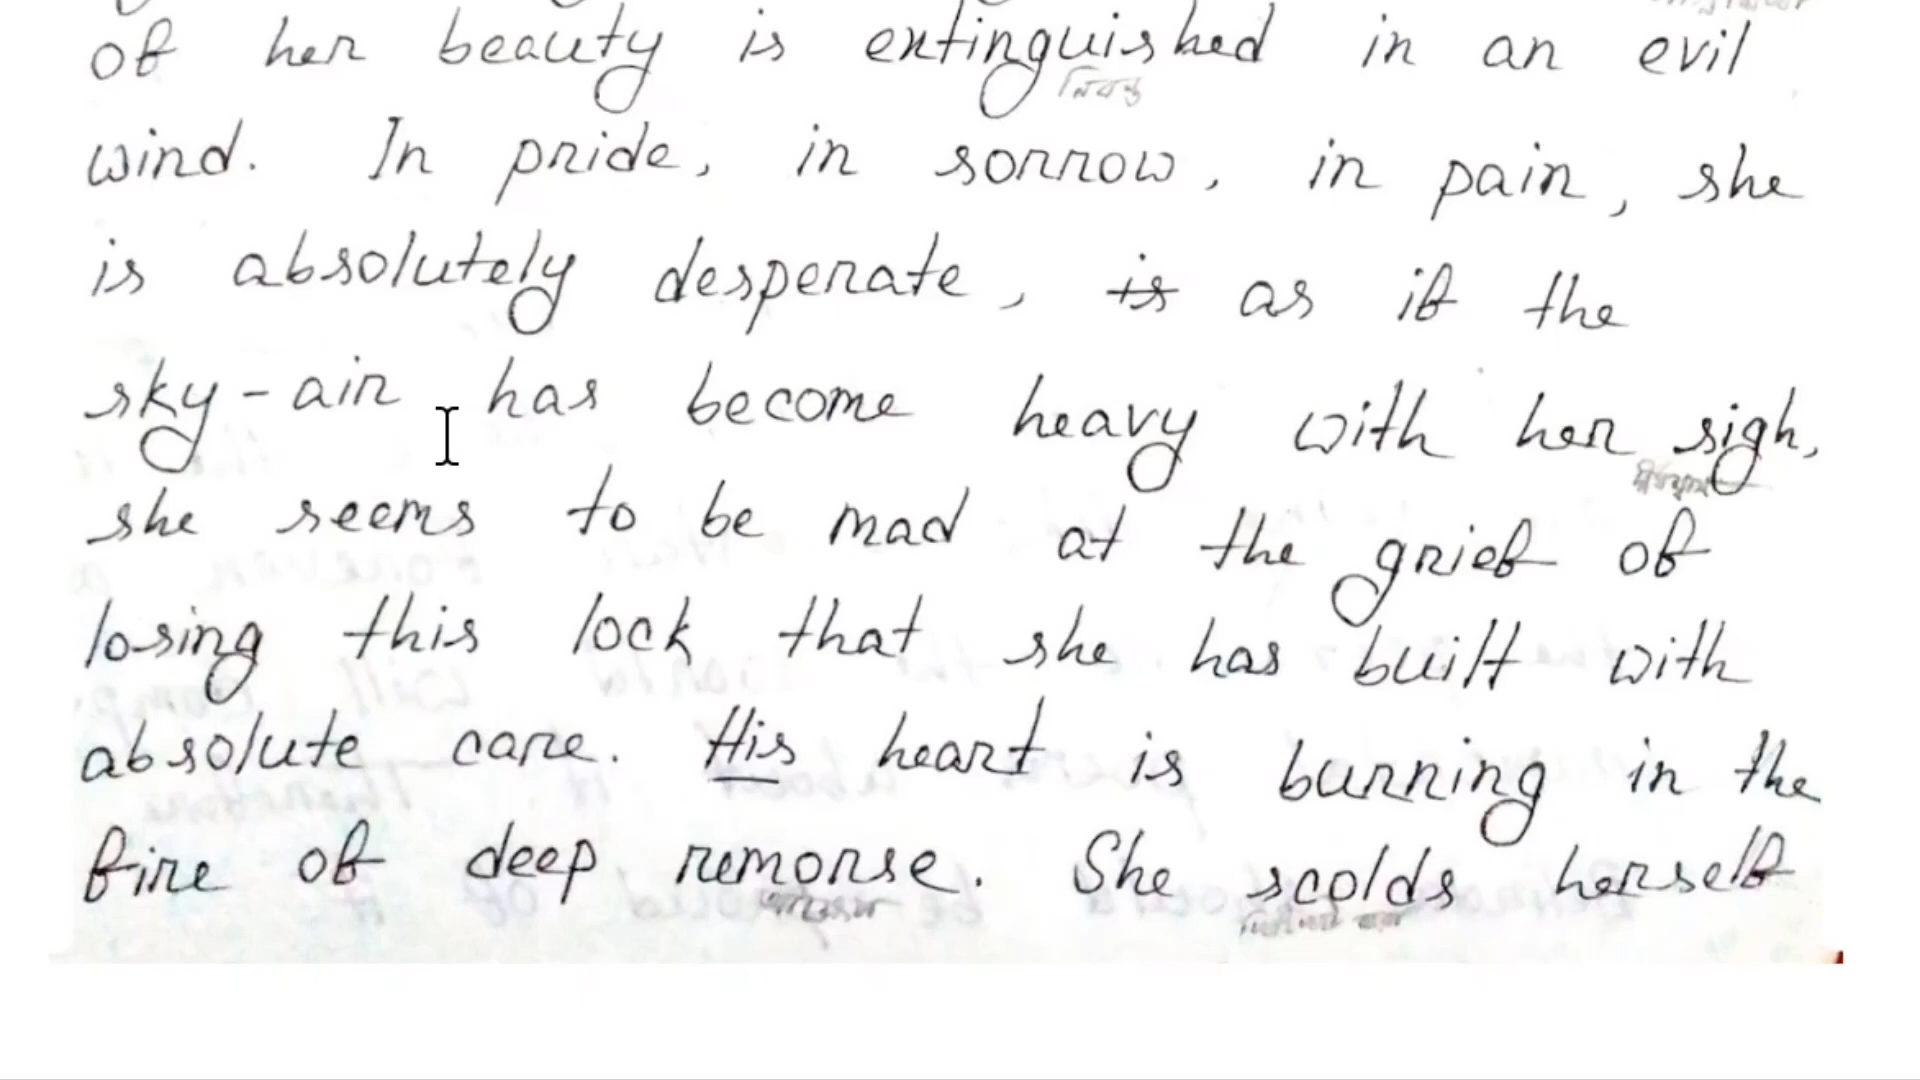 of her beauty is extinguished in an evil
wind. In pride, in sorrow, in pain, she
is absolutely desperate, is as if the
sky-air has become heavy with her sigh,
she seems to be mad at the grief of
losing this lock that she has built with
absolute care. His heart is burning in the
fire of deep remorse. She scolds herself